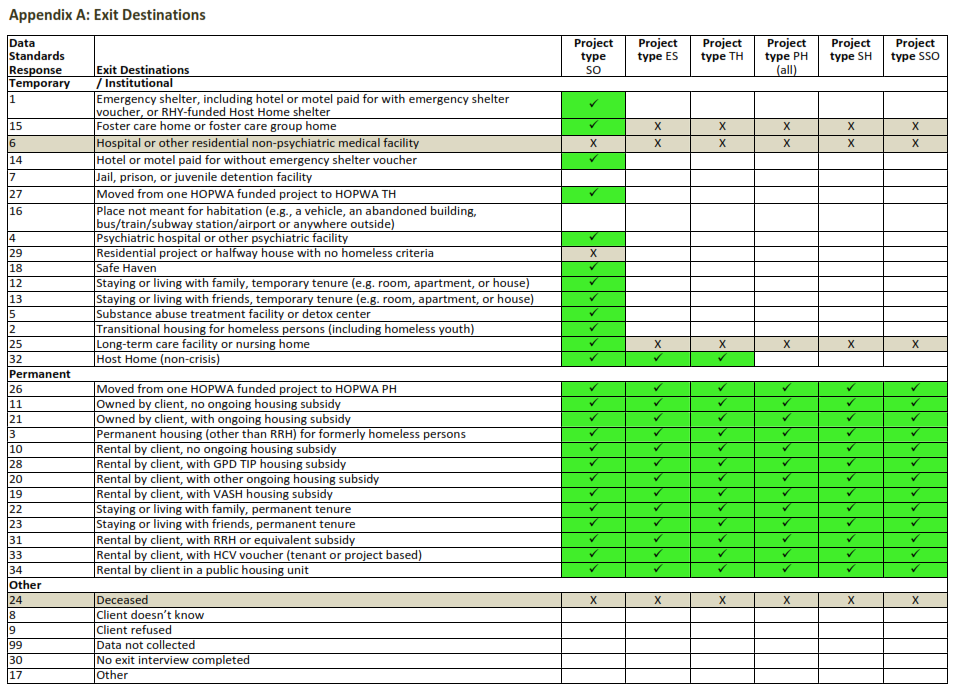 Appendix A: Exit Destinations
Data Standards Response | Exit Destinations | Project type SO | Project type ES | Project type TH | Project type PH (all) | Project type SH | Project type SSO
Temporary / Institutional
1 | Emergency shelter, including hotel or motel paid for with emergency shelter
voucher, or RHY-funded Host Home shelter | ✓
15 | Foster care home or foster care group home | ✓ | X | X | X | X | X
6 | Hospital or other residential non-psychiatric medical facility | X | X | X | X | X | X
14 | Hotel or motel paid for without emergency shelter voucher | ✓
7 | Jail, prison, or juvenile detention facility
27 | Moved from one HOPWA funded project to HOPWA TH | ✓
16 | Place not meant for habitation (e.g., a vehicle, an abandoned building,
bus/train/subway station/airport or anywhere outside)
4 | Psychiatric hospital or other psychiatric facility | ✓
29 | Residential project or halfway house with no homeless criteria | X
18 | Safe Haven | ✓
12 | Staying or living with family, temporary tenure (e.g. room, apartment, or house) | ✓
13 | Staying or living with friends, temporary tenure (e.g. room, apartment, or house) | ✓
5 | Substance abuse treatment facility or detox center | ✓
2 | Transitional housing for homeless persons (including homeless youth) | ✓
25 | Long-term care facility or nursing home | ✓ | X | X | X | X | X
32 | Host Home (non-crisis) | ✓ | ✓ | ✓
Permanent
26 | Moved from one HOPWA funded project to HOPWA PH | ✓ | ✓ | ✓ | ✓ | ✓ | ✓
11 | Owned by client, no ongoing housing subsidy | ✓ | ✓ | ✓ | ✓ | ✓ | ✓
21 | Owned by client, with ongoing housing subsidy | ✓ | ✓ | ✓ | ✓ | ✓ | ✓
3 | Permanent housing (other than RRH) for formerly homeless persons | ✓ | ✓ | ✓ | ✓ | ✓ | ✓
10 | Rental by client, no ongoing housing subsidy | ✓ | ✓ | ✓ | ✓ | ✓ | ✓
28 | Rental by client, with GPD TIP housing subsidy | ✓ | ✓ | ✓ | ✓ | ✓ | ✓
20 | Rental by client, with other ongoing housing subsidy | ✓ | ✓ | ✓ | ✓ | ✓ | ✓
19 | Rental by client, with VASH housing subsidy | ✓ | ✓ | ✓ | ✓ | ✓ | ✓
22 | Staying or living with family, permanent tenure | ✓ | ✓ | ✓ | ✓ | ✓ | ✓
23 | Staying or living with friends, permanent tenure | ✓ | ✓ | ✓ | ✓ | ✓ | ✓
31 | Rental by client, with RRH or equivalent subsidy | ✓ | ✓ | ✓ | ✓ | ✓ | ✓
33 | Rental by client, with HCV voucher (tenant or project based) | ✓ | ✓ | ✓ | ✓ | ✓ | ✓
34 | Rental by client in a public housing unit | ✓ | ✓ | ✓ | ✓ | ✓ | ✓
Other
24 | Deceased | X | X | X | X | X | X
8 | Client doesn't know
9 | Client refused
99 | Data not collected
30 | No exit interview completed
17 | Other